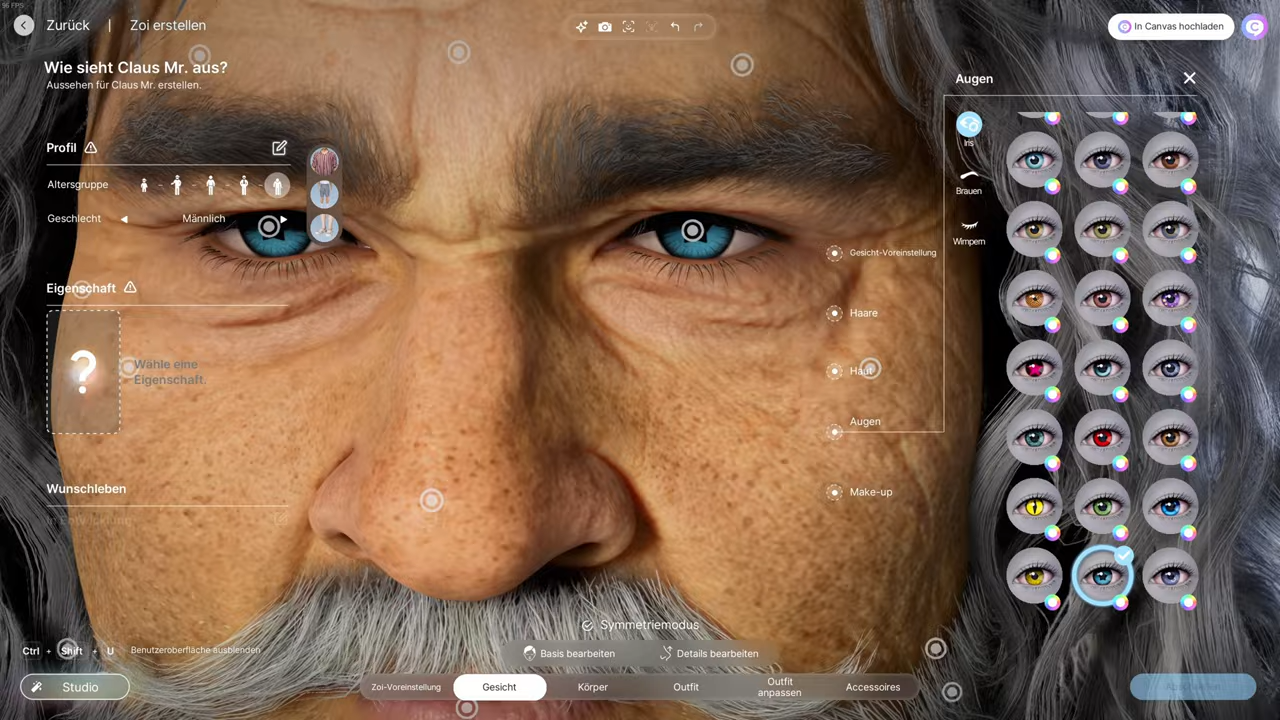 96 FPS
Zurück | Zoi erstellen
In Canvas hochladen
Wie sieht Claus Mr. aus?
Aussehen für Claus Mr. erstellen.
Profil
Altersgruppe
Geschlecht
Männlich
Eigenschaft
?
Wähle eine
Eigenschaft.
Wunschleben
Ctrl + Shift + U Benutzeroberfläche ausblenden
Studio
Gesicht-Voreinstellung
Haare
Haut
Augen
Make-up
Augen
Iris
Brauen
Wimpern
Symmetriemodus
Basis bearbeiten
Details bearbeiten
Zoi-Voreinstellung
Gesicht
Körper
Outfit
Outfit
anpassen
Accessoires